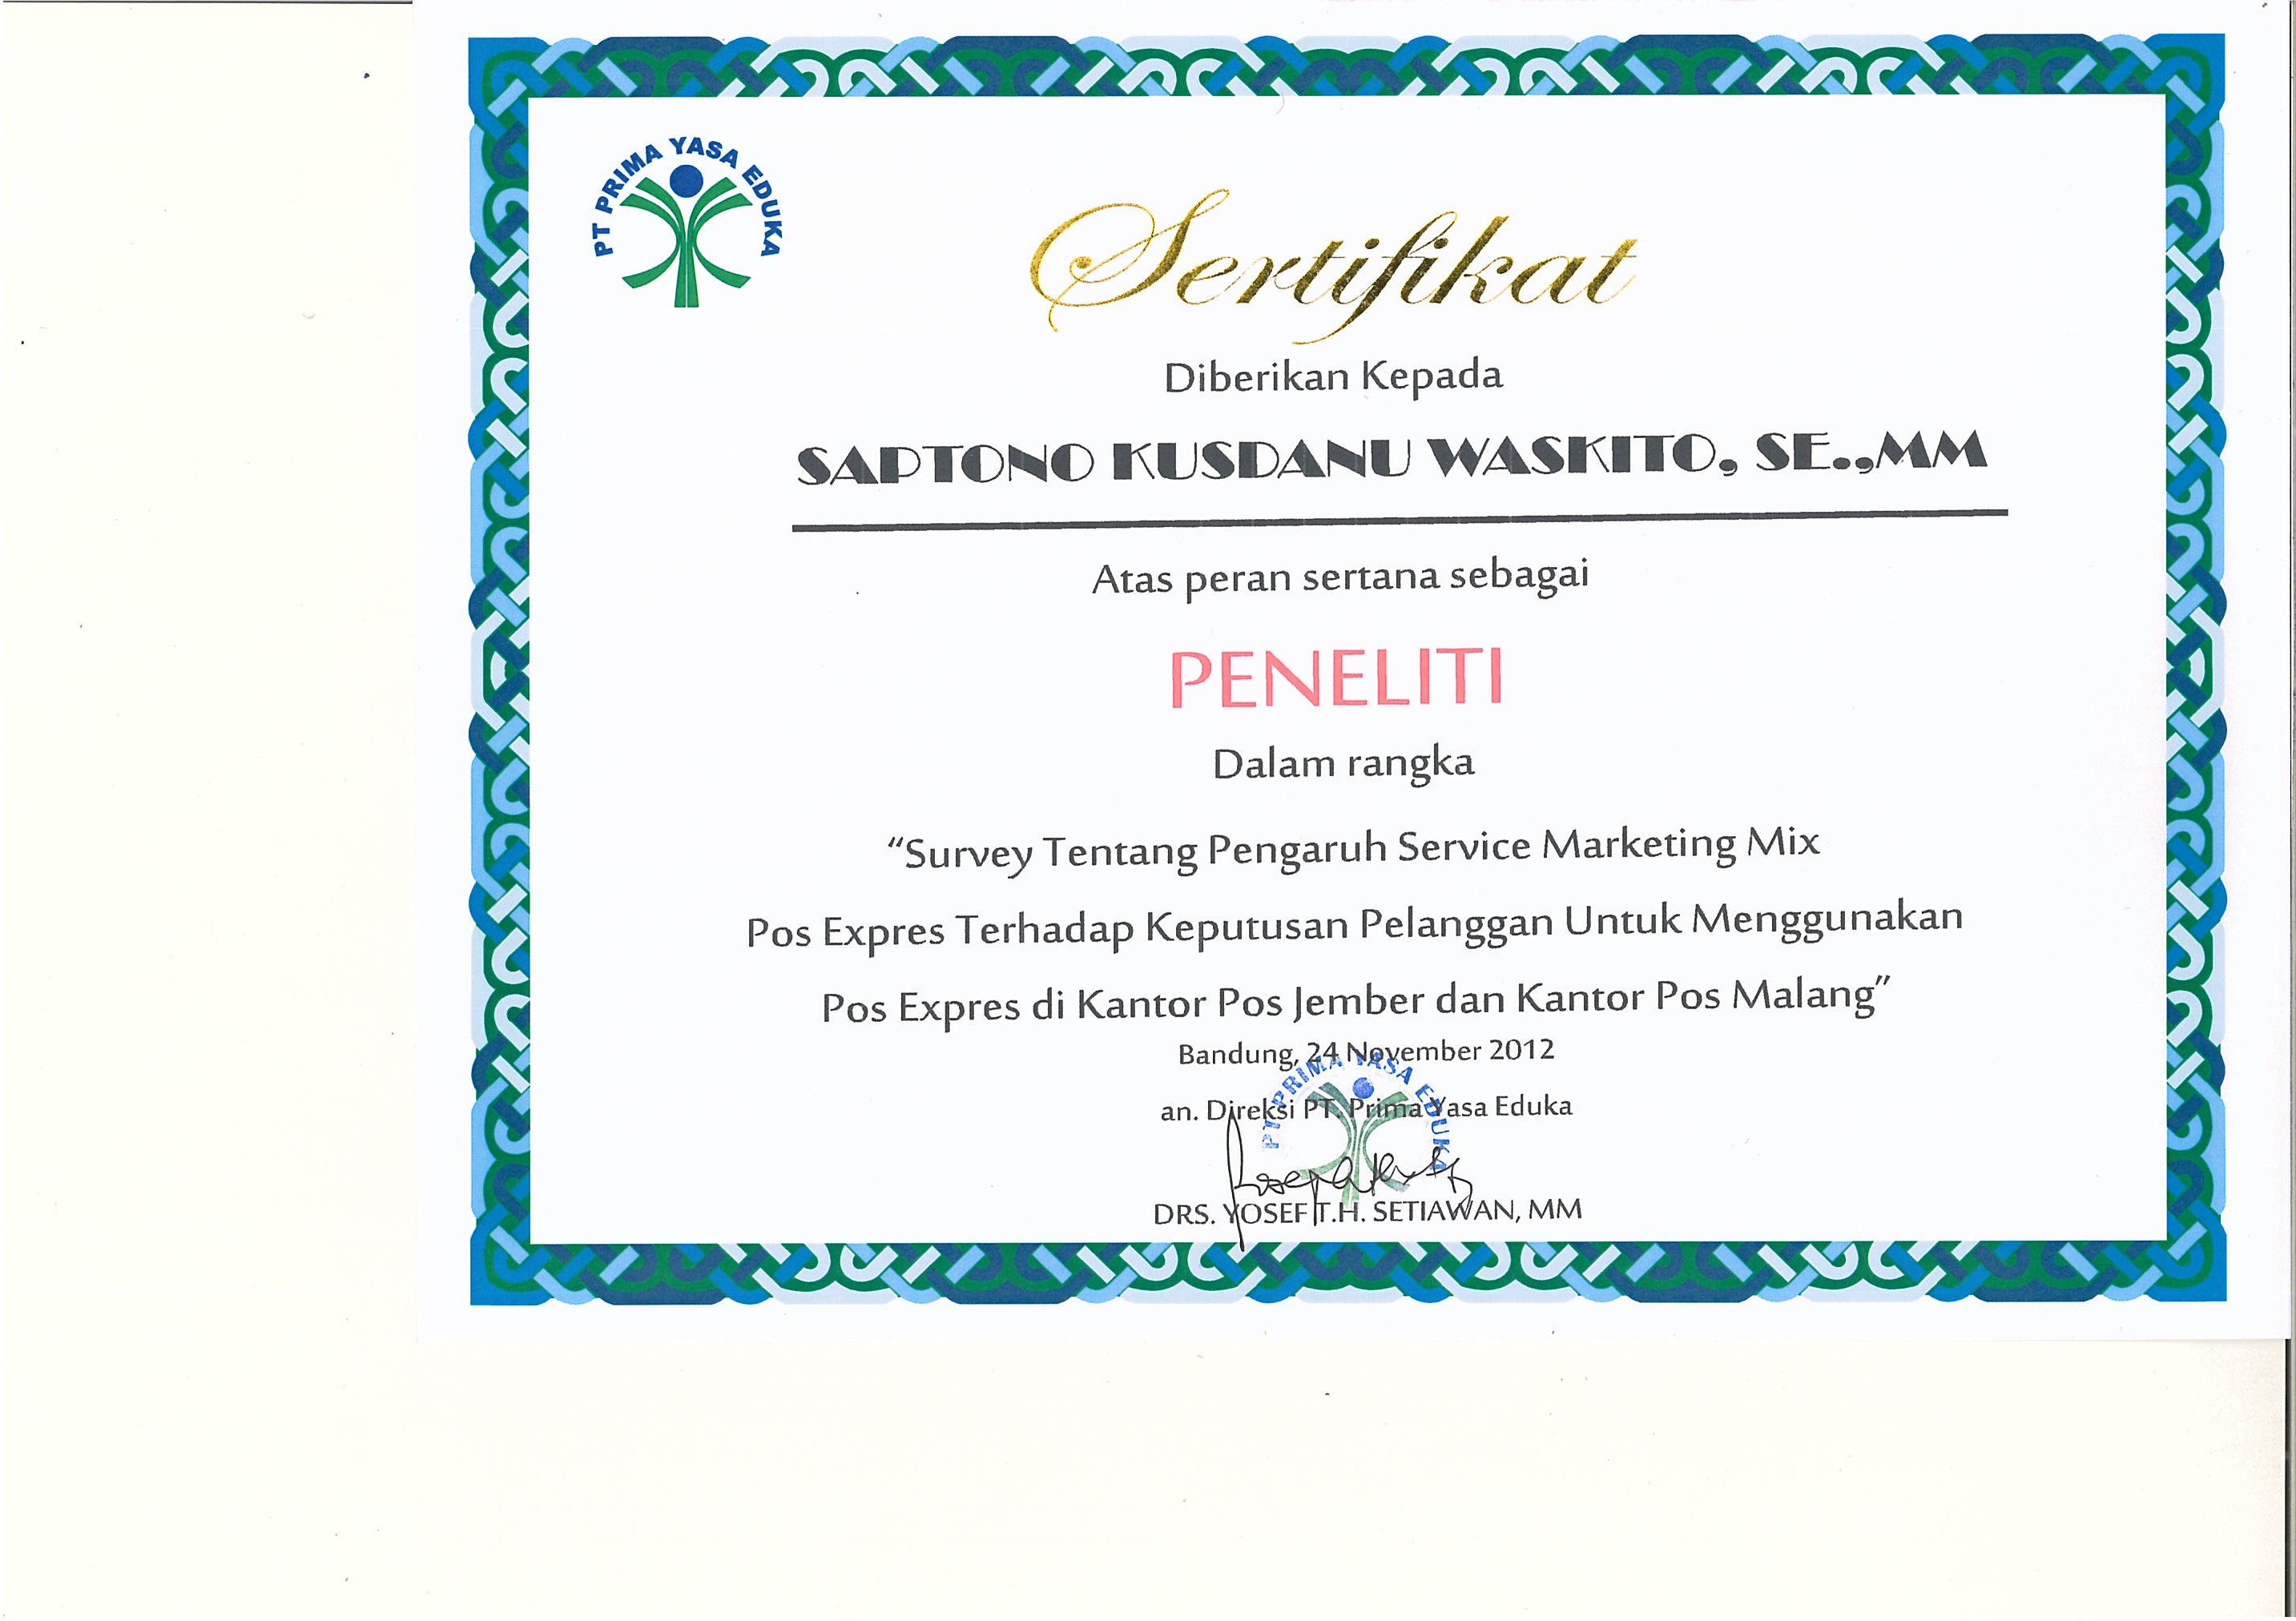 PT PRIMA YASA EDUKA
Sertifikat
Diberikan Kepada
SAPTONO KUSDANU WASKITO, SE.,MM
Atas peran sertana sebagai
PENELITI
Dalam rangka
“Survey Tentang Pengaruh Service Marketing Mix
Pos Expres Terhadap Keputusan Pelanggan Untuk Menggunakan
Pos Expres di Kantor Pos Jember dan Kantor Pos Malang”
Bandung, 24 November 2012
PT PRIMA YASA EDUKA
an. Direksi PT. Prima Yasa Eduka
DRS. YOSEF T.H. SETIAWAN, MM